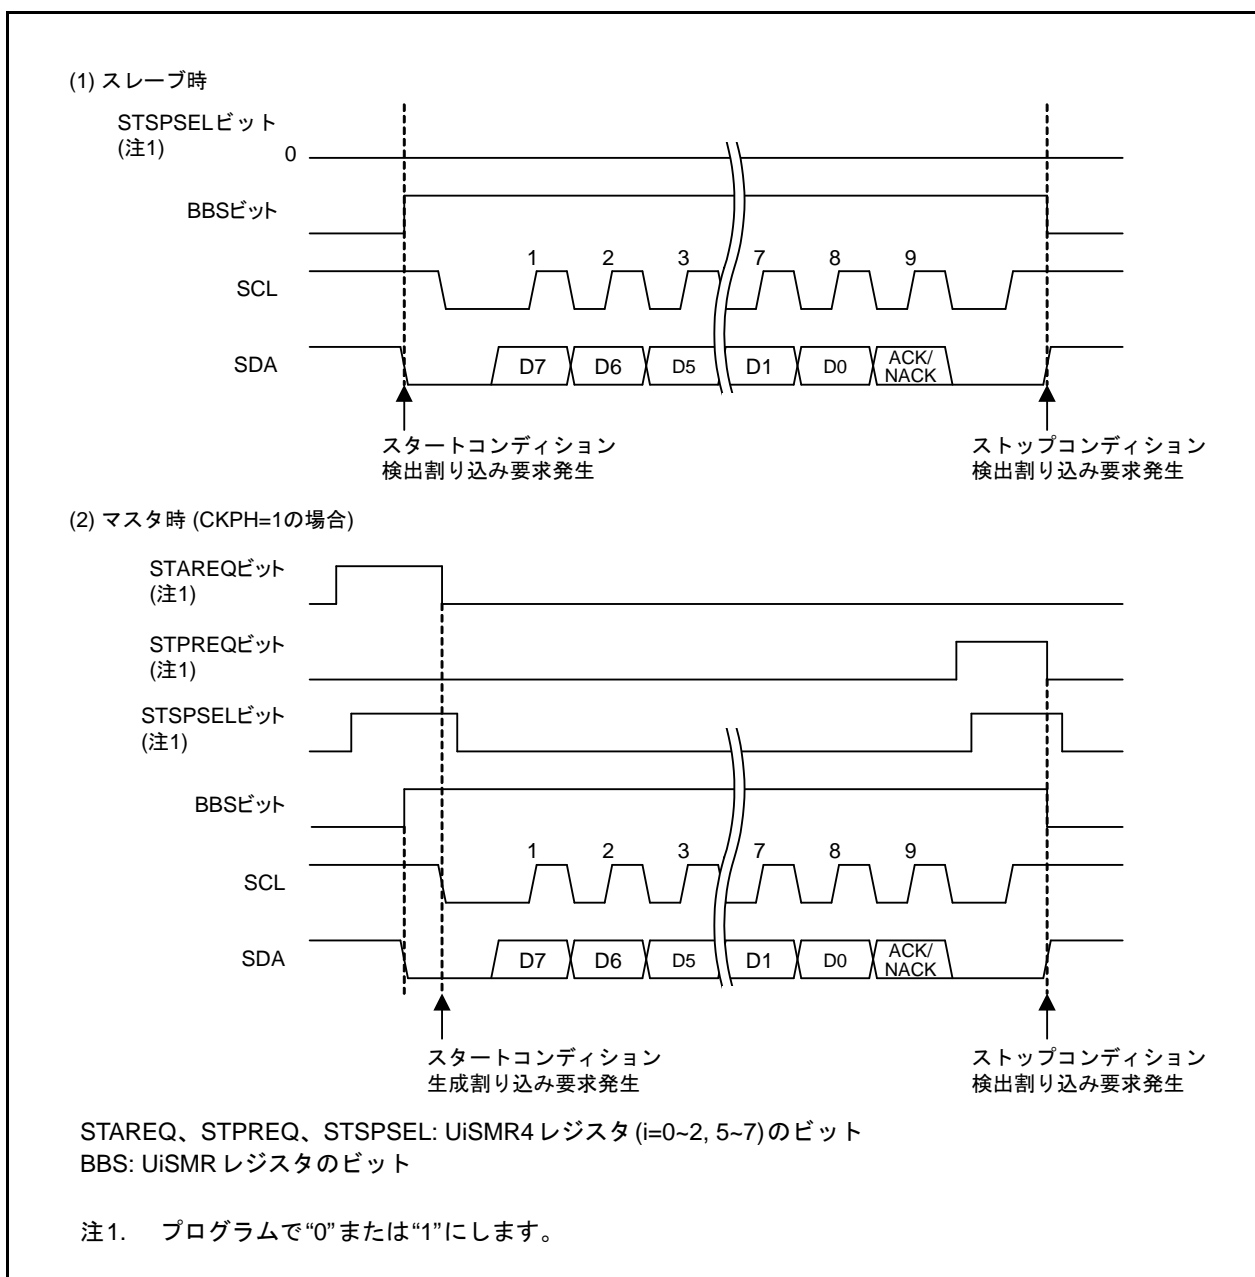 (1) スレーブ時
STSPSELビット
(注1)
0
BBSビット
1 2 3 7 8 9
SCL
SDA
D7 D6 D5 D1 D0 ACK/
NACK
スタートコンディション
検出割り込み要求発生
ストップコンディション
検出割り込み要求発生
(2) マスタ時 (CKPH=1の場合)
STAREQビット
(注1)
STPREQビット
(注1)
STSPSELビット
(注1)
BBSビット
1 2 3 7 8 9
SCL
SDA
D7 D6 D5 D1 D0 ACK/
NACK
スタートコンディション
生成割り込み要求発生
ストップコンディション
検出割り込み要求発生
STAREQ、STPREQ、STSPSEL: UiSMR4レジスタ(i=0~2, 5~7)のビット
BBS: UiSMRレジスタのビット
注1. プログラムで“0”または“1”にします。